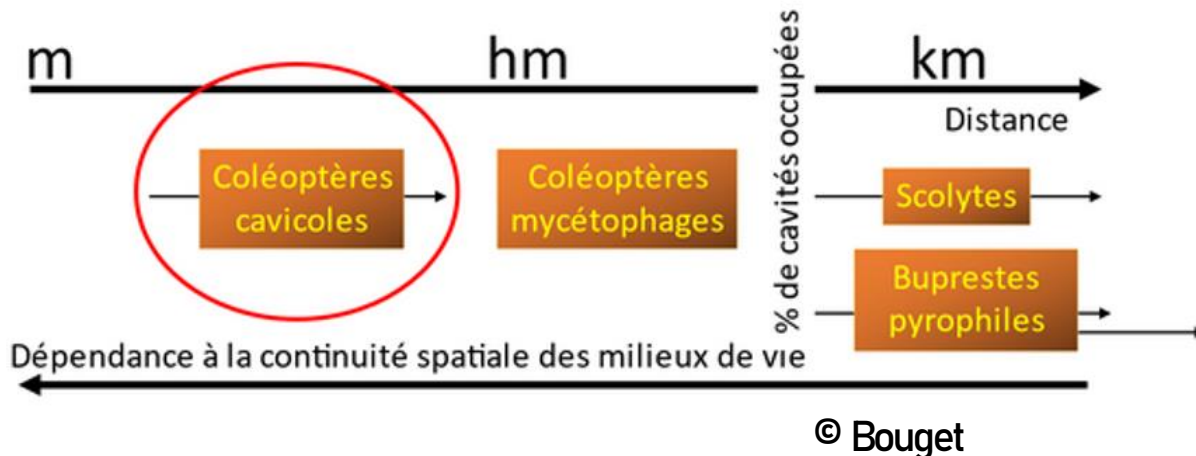 m hm km
Distance
% de cavités occupées
Coléoptères
cavicoles
Coléoptères
mycétophages
Scolytes
Buprestes
pyrophiles
Dépendance à la continuité spatiale des milieux de vie
© Bouget